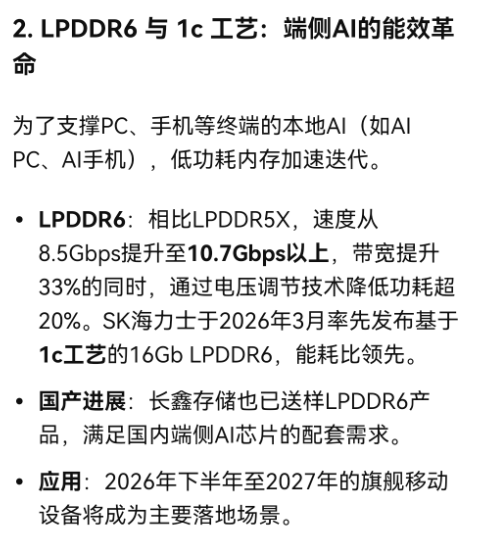 2. LPDDR6 与 1c 工艺：端侧AI的能效革
命
为了支撑PC、手机等终端的本地AI（如AI
PC、AI手机），低功耗内存加速迭代。
• LPDDR6：相比LPDDR5X，速度从
8.5Gbps提升至10.7Gbps以上，带宽提升
33%的同时，通过电压调节技术降低功耗超
20%。SK海力士于2026年3月率先发布基于
1c工艺的16Gb LPDDR6，能耗比领先。
• 国产进展：长鑫存储也已送样LPDDR6产
品，满足国内端侧AI芯片的配套需求。
• 应用：2026年下半年至2027年的旗舰移动
设备将成为主要落地场景。